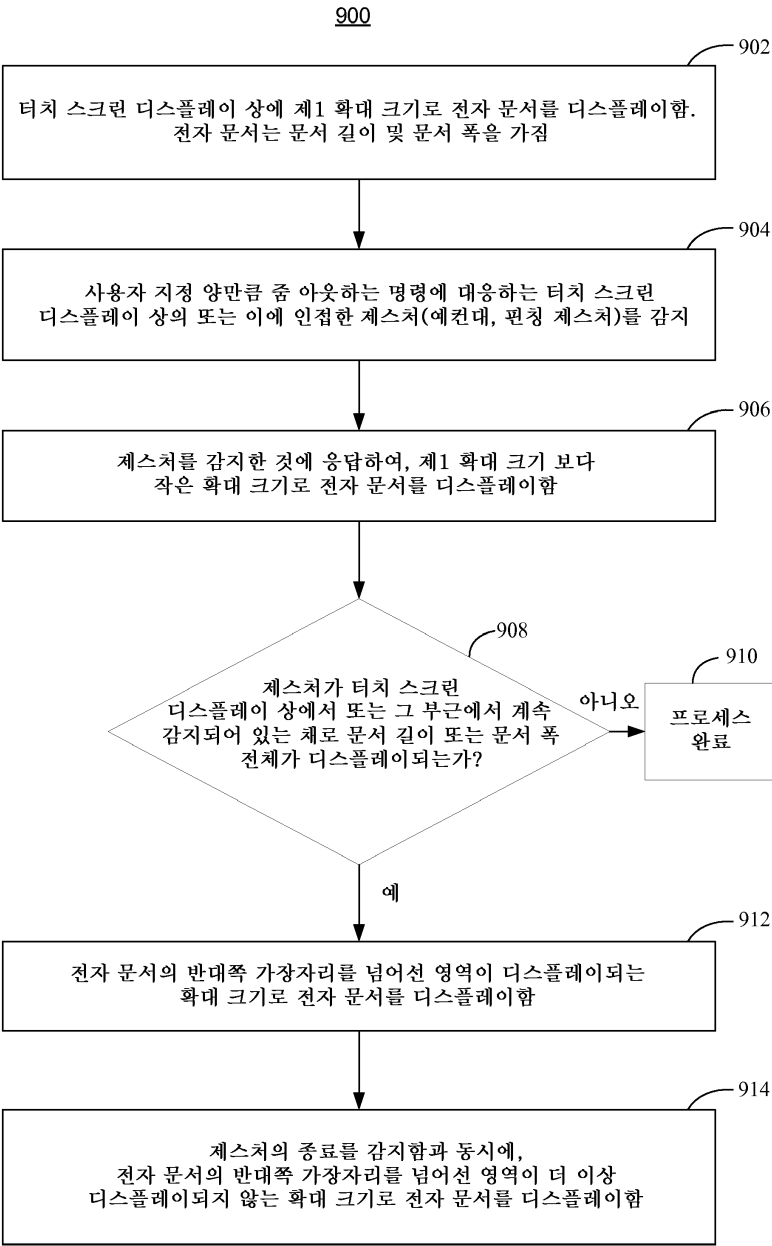 900
902
터치 스크린 디스플레이 상에 제1 확대 크기로 전자 문서를 디스플레이함.
전자 문서는 문서 길이 및 문서 폭을 가짐
904
사용자 지정 양만큼 줌 아웃하는 명령에 대응하는 터치 스크린
디스플레이 상의 또는 이에 인접한 제스처(예컨대, 핀칭 제스처)를 감지
906
제스처를 감지한 것에 응답하여, 제1 확대 크기 보다
작은 확대 크기로 전자 문서를 디스플레이함
908
제스처가 터치 스크린
디스플레이 상에서 또는 그 부근에서 계속
감지되어 있는 채로 문서 길이 또는 문서 폭
전체가 디스플레이되는가?
아니오
910
프로세스
완료
예
912
전자 문서의 반대쪽 가장자리를 넘어선 영역이 디스플레이되는
확대 크기로 전자 문서를 디스플레이함
914
제스처의 종료를 감지함과 동시에,
전자 문서의 반대쪽 가장자리를 넘어선 영역이 더 이상
디스플레이되지 않는 확대 크기로 전자 문서를 디스플레이함